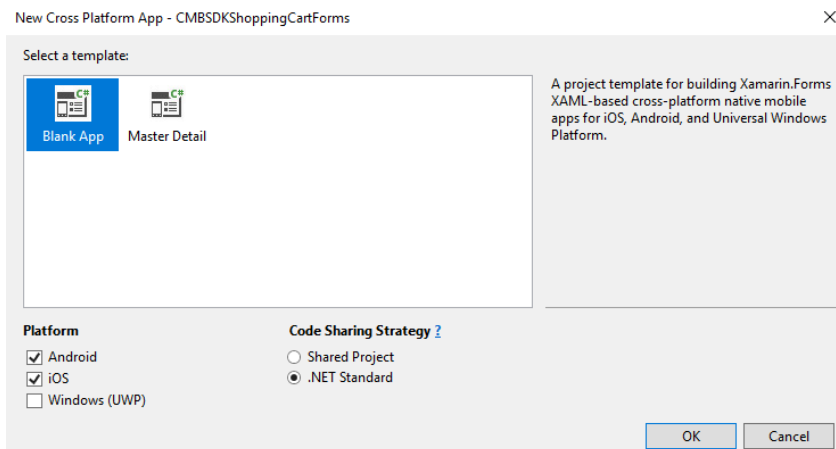 New Cross Platform App - CMBSDKShoppingCartForms
Select a template:
C#
Blank App
C#
Master Detail
A project template for building Xamarin.Forms
XAML-based cross-platform native mobile
apps for iOS, Android, and Universal Windows
Platform.
Platform
Android
iOS
Windows (UWP)
Code Sharing Strategy ?
Shared Project
.NET Standard
OK
Cancel